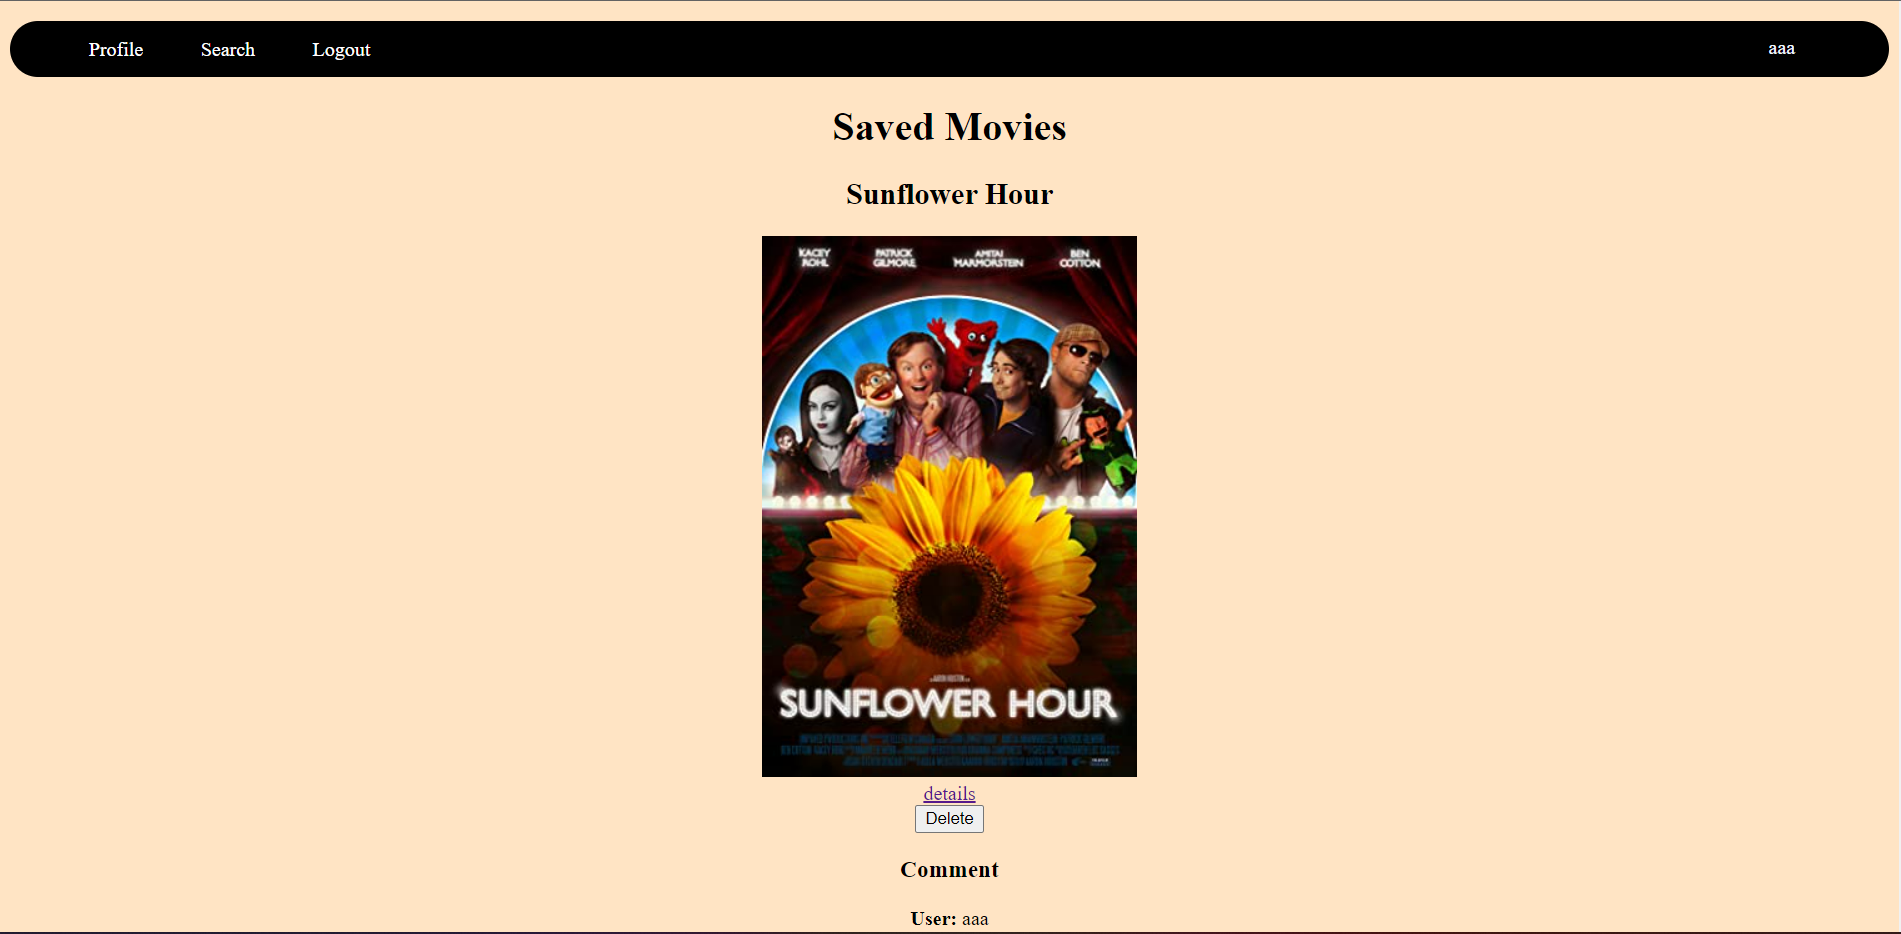 Profile Search Logout aaa
Saved Movies
Sunflower Hour
KACEY ROHL PATRICK GILMORE AMITAI MARMORSTEIN BEN COTTON
SUNFLOWER HOUR
details
Delete
Comment
User: aaa